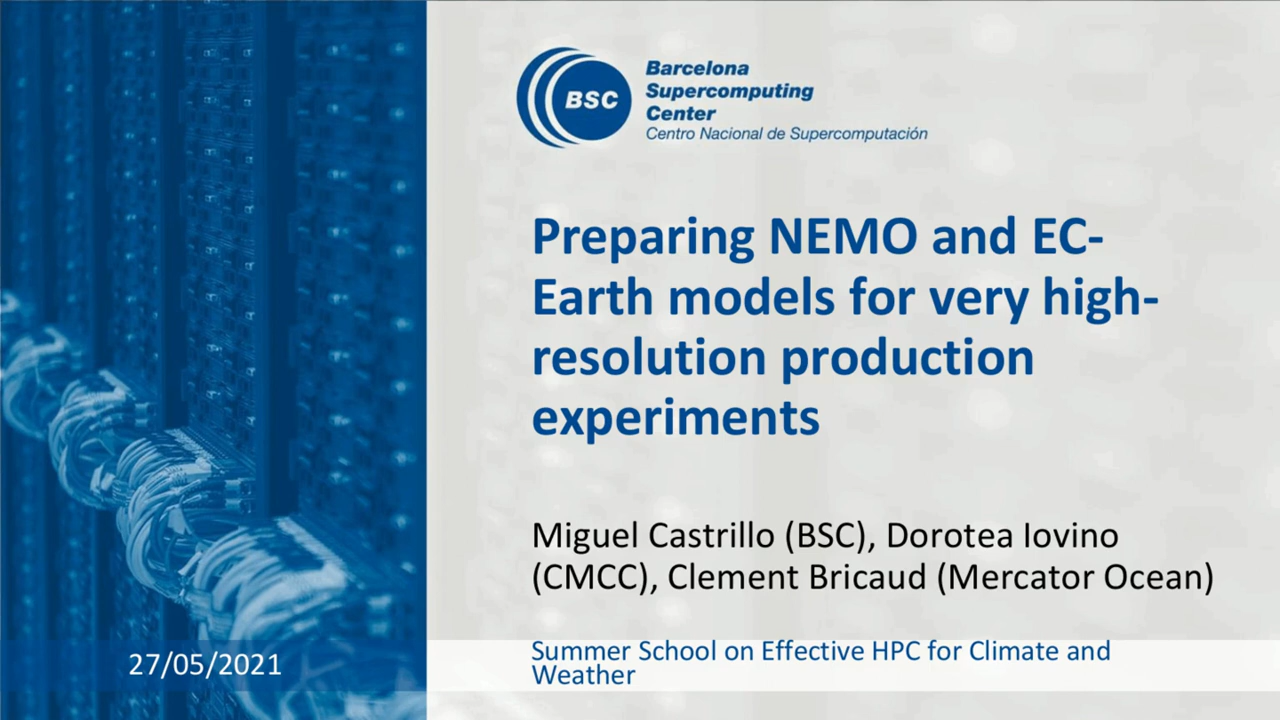 BSC
Barcelona
Supercomputing
Center
Centro Nacional de Supercomputación
Preparing NEMO and EC-
Earth models for very high-
resolution production
experiments
Miguel Castrillo (BSC), Dorotea Iovino
(CMCC), Clement Bricaud (Mercator Ocean)
27/05/2021
Summer School on Effective HPC for Climate and
Weather